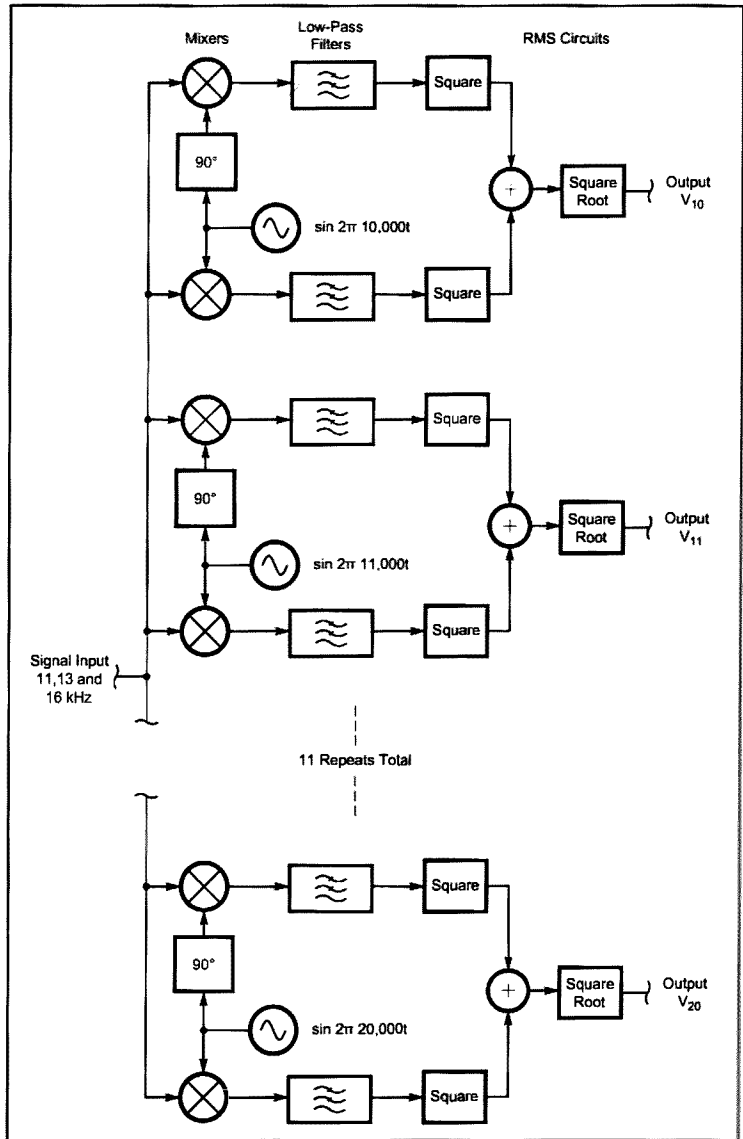 Mixers
Low-Pass
Filters
RMS Circuits
Square
90°
sin 2π 10,000t
+
Square
Root
Output
V10
Square
Square
90°
sin 2π 11,000t
+
Square
Root
Output
V11
Square
Signal Input
11,13 and
16 kHz
11 Repeats Total
Square
90°
sin 2π 20,000t
+
Square
Root
Output
V20
Square